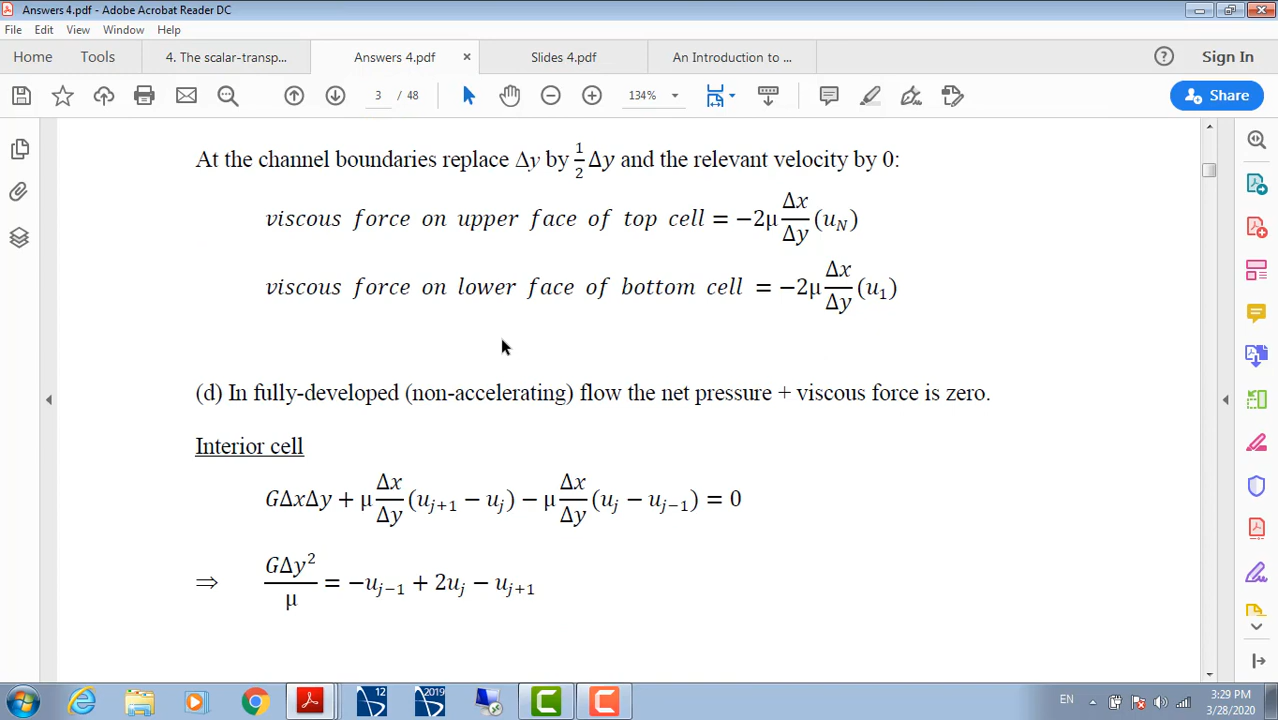 Answers 4.pdf - Adobe Acrobat Reader DC
File Edit View Window Help
Home Tools 4. The scalar-transp... Answers 4.pdf × Slides 4.pdf An Introduction to ... Sign In
3 / 48 134% Share
At the channel boundaries replace Δy by 1/2 Δy and the relevant velocity by 0:
viscous force on upper face of top cell = −2μ Δx/Δy (u_N)
viscous force on lower face of bottom cell = −2μ Δx/Δy (u_1)
(d) In fully-developed (non-accelerating) flow the net pressure + viscous force is zero.
Interior cell
GΔxΔy + μ Δx/Δy (u_{j+1} − u_j) − μ Δx/Δy (u_j − u_{j−1}) = 0
⇒ GΔy²/μ = −u_{j−1} + 2u_j − u_{j+1}
12 2019 EN 3:29 PM
3/28/2020